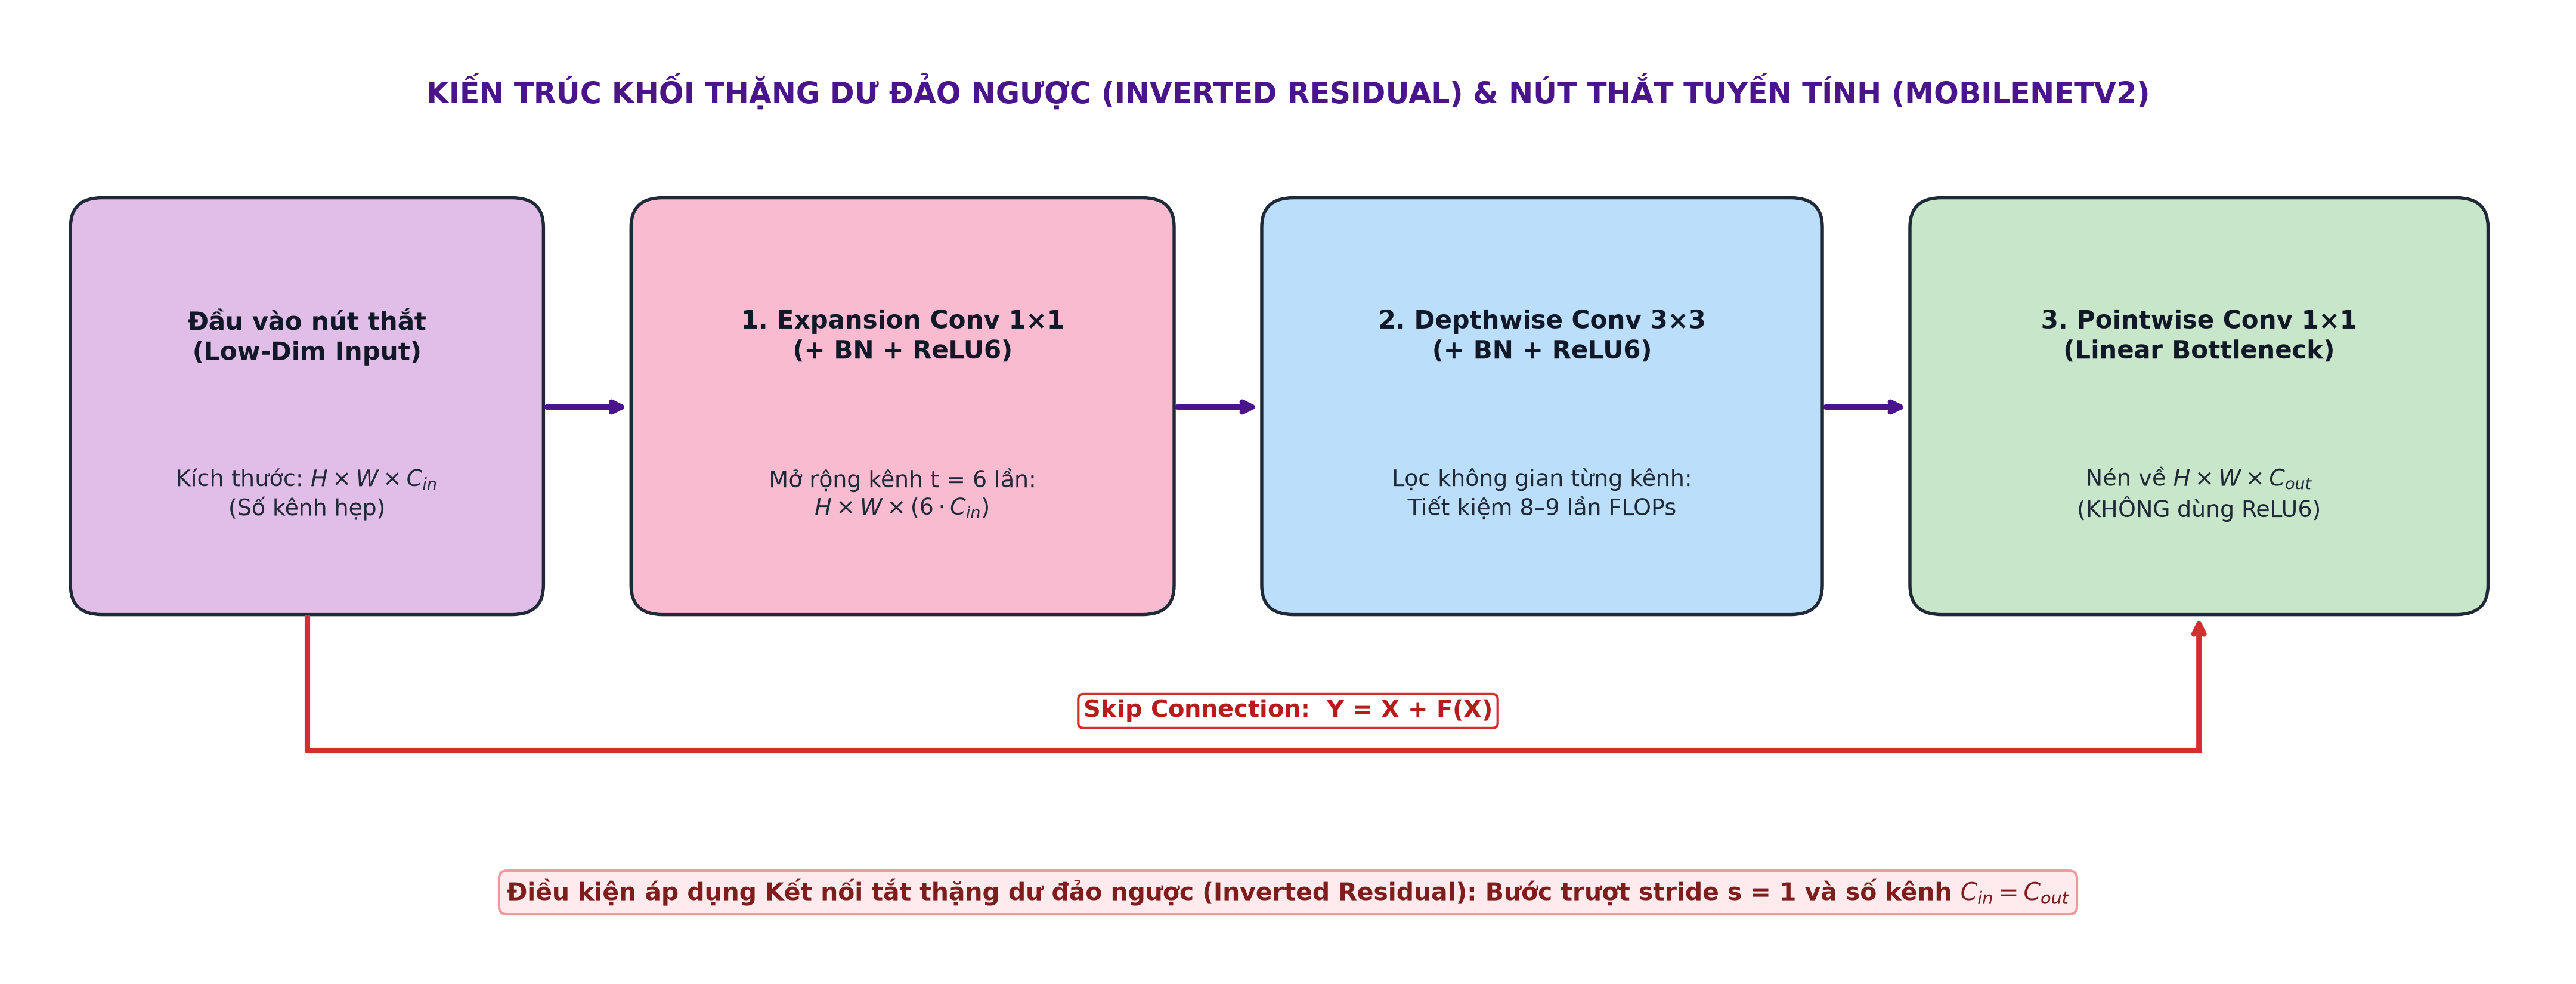 KIẾN TRÚC KHỐI THẶNG DƯ ĐẢO NGƯỢC (INVERTED RESIDUAL) & NÚT THẮT TUYẾN TÍNH (MOBILENETV2)
Đầu vào nút thắt
(Low-Dim Input)
Kích thước: H × W × C_in
(Số kênh hẹp)
1. Expansion Conv 1×1
(+ BN + ReLU6)
Mở rộng kênh t = 6 lần:
H × W × (6 · C_in)
2. Depthwise Conv 3×3
(+ BN + ReLU6)
Lọc không gian từng kênh:
Tiết kiệm 8–9 lần FLOPs
3. Pointwise Conv 1×1
(Linear Bottleneck)
Nén về H × W × C_out
(KHÔNG dùng ReLU6)
Skip Connection:  Y = X + F(X)
Điều kiện áp dụng Kết nối tắt thặng dư đảo ngược (Inverted Residual): Bước trượt stride s = 1 và số kênh C_in = C_out